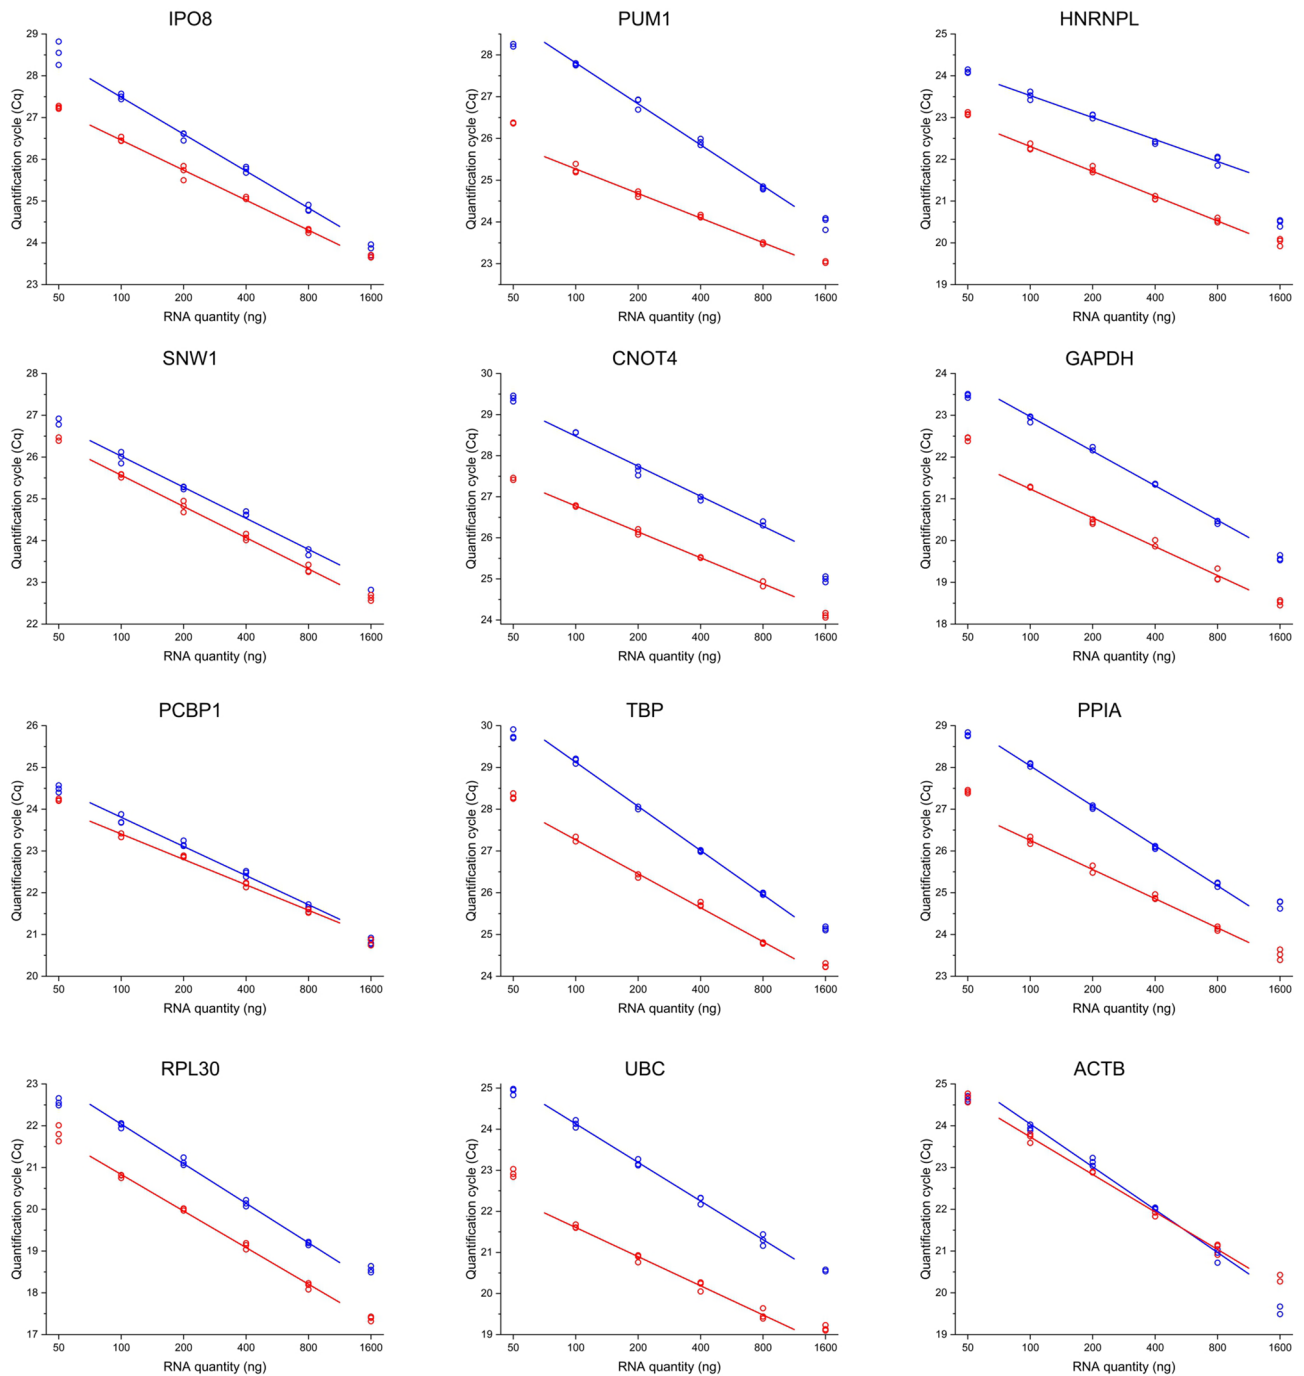 IPO8
Quantification cycle (Cq)
29
28
27
26
25
24
23
50 100 200 400 800 1600
RNA quantity (ng)
PUM1
Quantification cycle (Cq)
28
27
26
25
24
23
50 100 200 400 800 1600
RNA quantity (ng)
HNRNPL
Quantification cycle (Cq)
25
24
23
22
21
20
19
50 100 200 400 800 1600
RNA quantity (ng)
SNW1
Quantification cycle (Cq)
28
27
26
25
24
23
22
50 100 200 400 800 1600
RNA quantity (ng)
CNOT4
Quantification cycle (Cq)
30
29
28
27
26
25
24
50 100 200 400 800 1600
RNA quantity (ng)
GAPDH
Quantification cycle (Cq)
24
23
22
21
20
19
18
50 100 200 400 800 1600
RNA quantity (ng)
PCBP1
Quantification cycle (Cq)
26
25
24
23
22
21
20
50 100 200 400 800 1600
RNA quantity (ng)
TBP
Quantification cycle (Cq)
30
29
28
27
26
25
24
50 100 200 400 800 1600
RNA quantity (ng)
PPIA
Quantification cycle (Cq)
29
28
27
26
25
24
23
50 100 200 400 800 1600
RNA quantity (ng)
RPL30
Quantification cycle (Cq)
23
22
21
20
19
18
17
50 100 200 400 800 1600
RNA quantity (ng)
UBC
Quantification cycle (Cq)
25
24
23
22
21
20
19
50 100 200 400 800 1600
RNA quantity (ng)
ACTB
Quantification cycle (Cq)
25
24
23
22
21
20
19
50 100 200 400 800 1600
RNA quantity (ng)